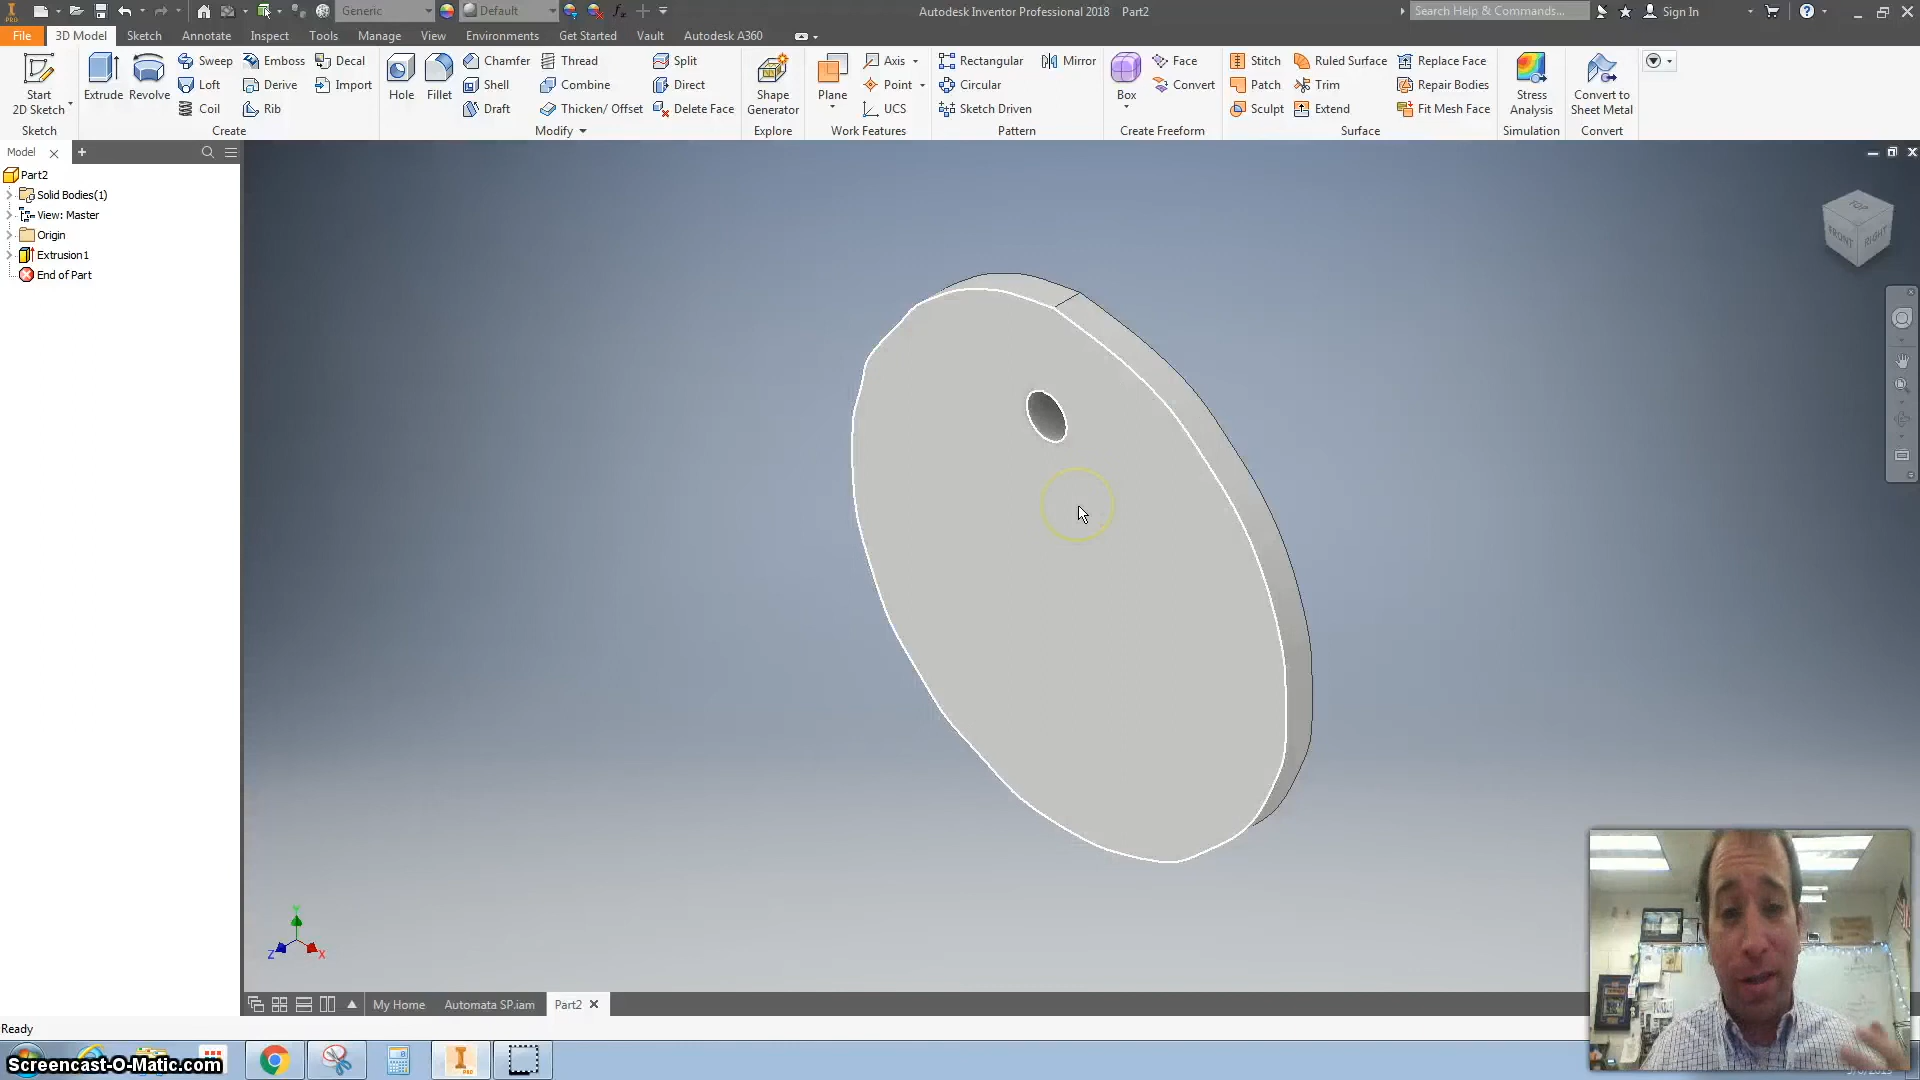 PRO
Generic
Default
Autodesk Inventor Professional 2018 Part2
Search Help & Commands...
Sign In
File 3D Model Sketch Annotate Inspect Tools Manage View Environments Get Started Vault Autodesk A360
Start
2D Sketch
Sketch
Extrude
Revolve
Sweep
Loft
Coil
Emboss
Derive
Rib
Decal
Import
Create
Hole
Fillet
Chamfer
Shell
Draft
Thread
Combine
Thicken/ Offset
Split
Direct
Delete Face
Modify
Shape
Generator
Explore
Plane
Axis
Point
UCS
Work Features
Rectangular
Circular
Sketch Driven
Mirror
Pattern
Box
Face
Convert
Create Freeform
Stitch
Patch
Sculpt
Ruled Surface
Trim
Extend
Replace Face
Repair Bodies
Fit Mesh Face
Surface
Stress
Analysis
Simulation
Convert to
Sheet Metal
Convert
Model
Part2
Solid Bodies(1)
View: Master
Origin
Extrusion1
End of Part
TOP
FRONT
RIGHT
Y
Z
X
My Home Automata SP.iam Part2
Ready
Screencast-O-Matic.com